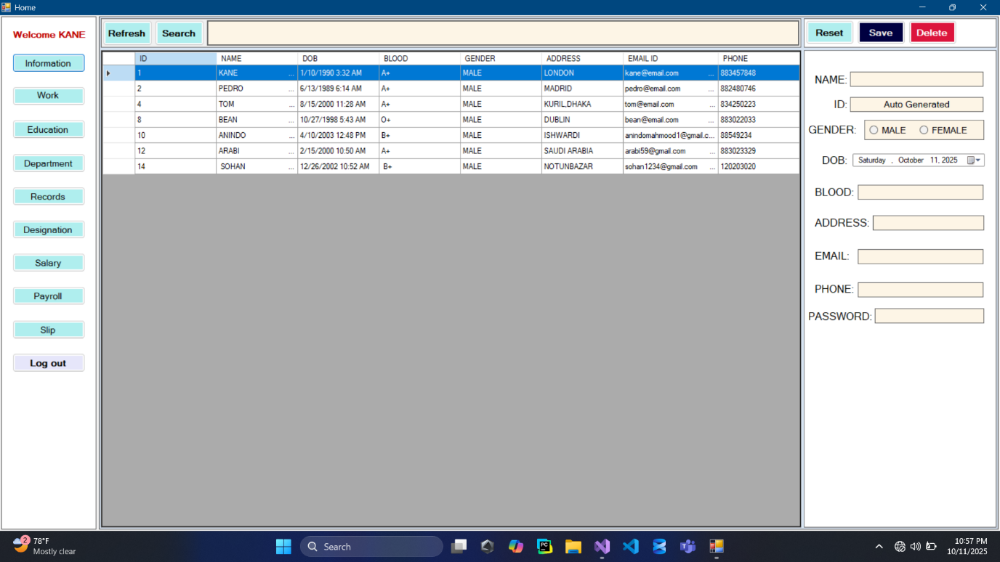 Home
Welcome KANE
Information
Work
Education
Department
Records
Designation
Salary
Payroll
Slip
Log out
Refresh Search
ID NAME DOB BLOOD GENDER ADDRESS EMAIL ID PHONE
1 KANE ... 1/10/1990 3:32 AM A+ MALE LONDON kane@email.com ... 883457848
2 PEDRO ... 6/13/1989 6:14 AM A+ MALE MADRID pedro@email.com ... 882480746
4 TOM ... 8/15/2000 11:28 AM A+ MALE KURIL,DHAKA tom@email.com ... 834250223
8 BEAN ... 10/27/1998 5:43 AM O+ MALE DUBLIN bean@email.com ... 883022033
10 ANINDO ... 4/10/2003 12:48 PM B+ MALE ISHWARDI anindomahmood1@gmail.c... 88549234
12 ARABI ... 2/15/2000 10:50 AM A+ MALE SAUDI ARABIA arabi59@gmail.com ... 883023329
14 SOHAN ... 12/26/2002 10:52 AM B+ MALE NOTUNBAZAR sohan1234@gmail.com ... 120203020
Reset Save Delete
NAME:
ID: Auto Generated
GENDER: MALE FEMALE
DOB: Saturday , October 11, 2025
BLOOD:
ADDRESS:
EMAIL:
PHONE:
PASSWORD:
2
78°F
Mostly clear
Search
PC
10:57 PM
10/11/2025